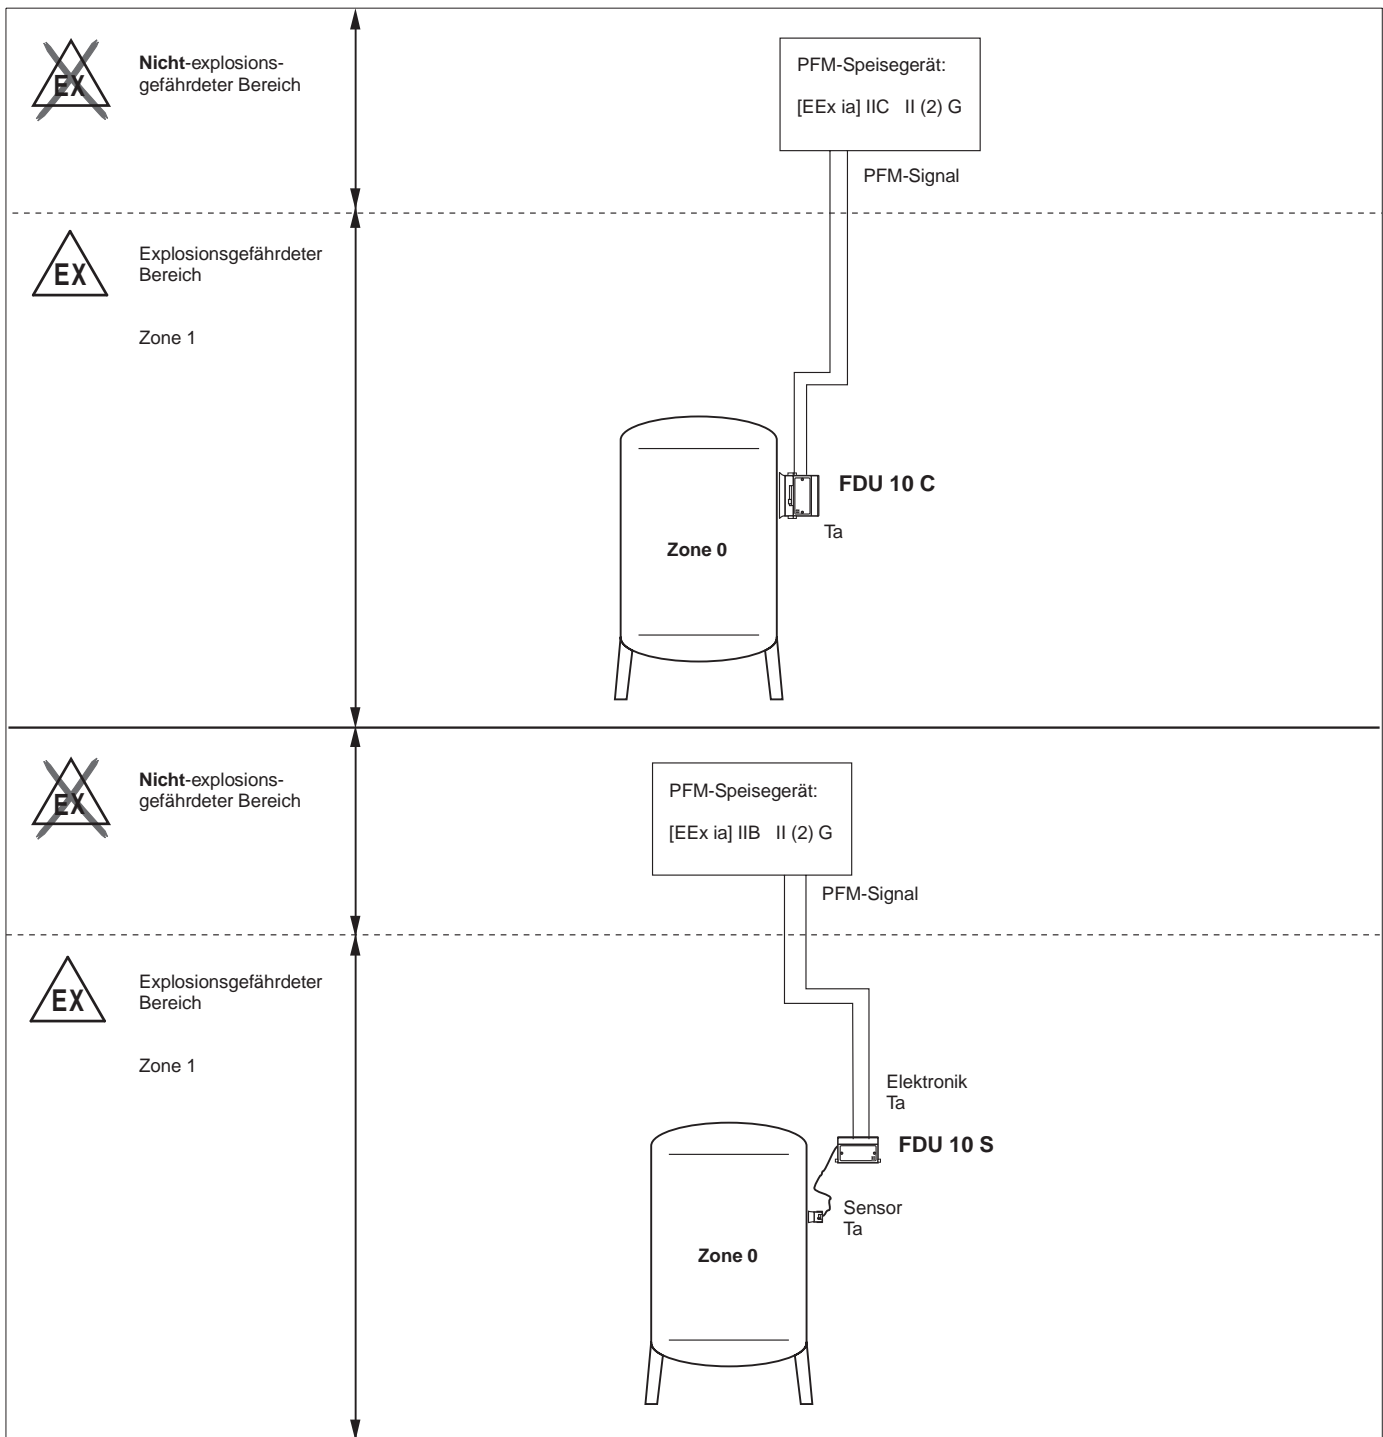 EX
Nicht-explosions-
gefährdeter Bereich
PFM-Speisegerät:
[EEx ia] IIC II (2) G
PFM-Signal
EX
Explosionsgefährdeter
Bereich
Zone 1
FDU 10 C
Ta
Zone 0
EX
Nicht-explosions-
gefährdeter Bereich
PFM-Speisegerät:
[EEx ia] IIB II (2) G
PFM-Signal
EX
Explosionsgefährdeter
Bereich
Zone 1
Elektronik
Ta
FDU 10 S
Sensor
Ta
Zone 0